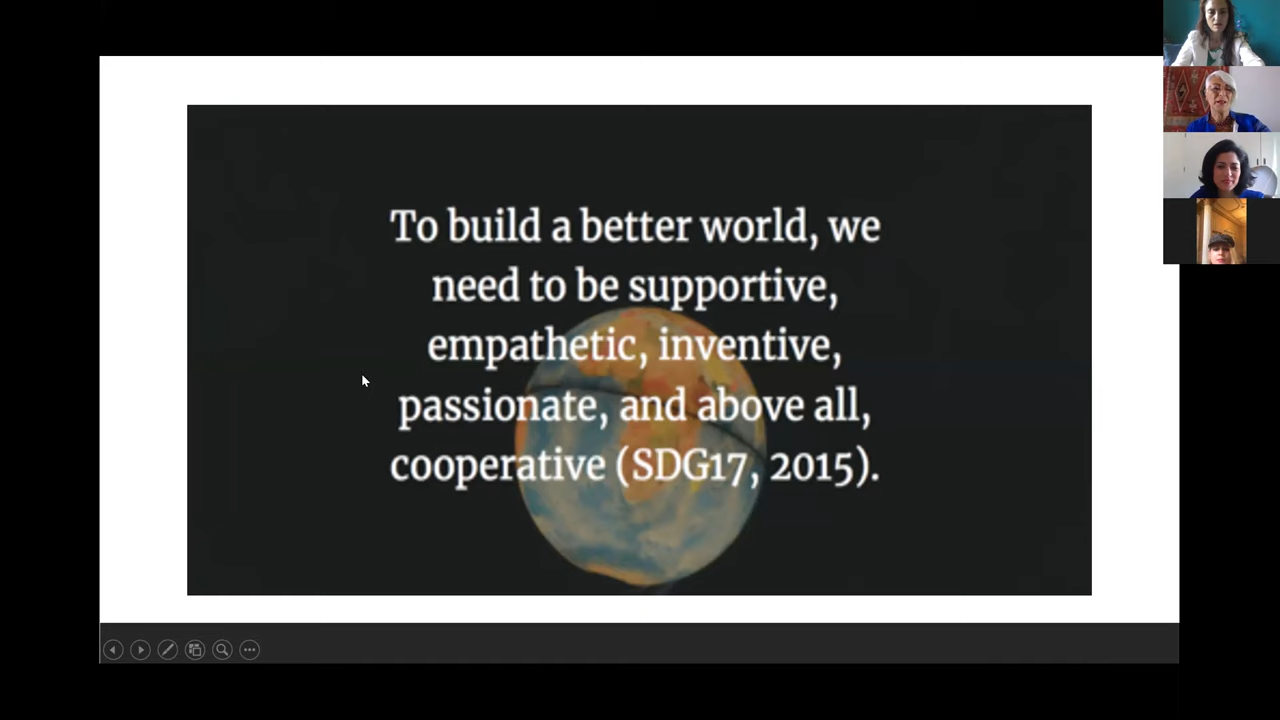 To build a better world, we
need to be supportive,
empathetic, inventive,
passionate, and above all,
cooperative (SDG17, 2015).